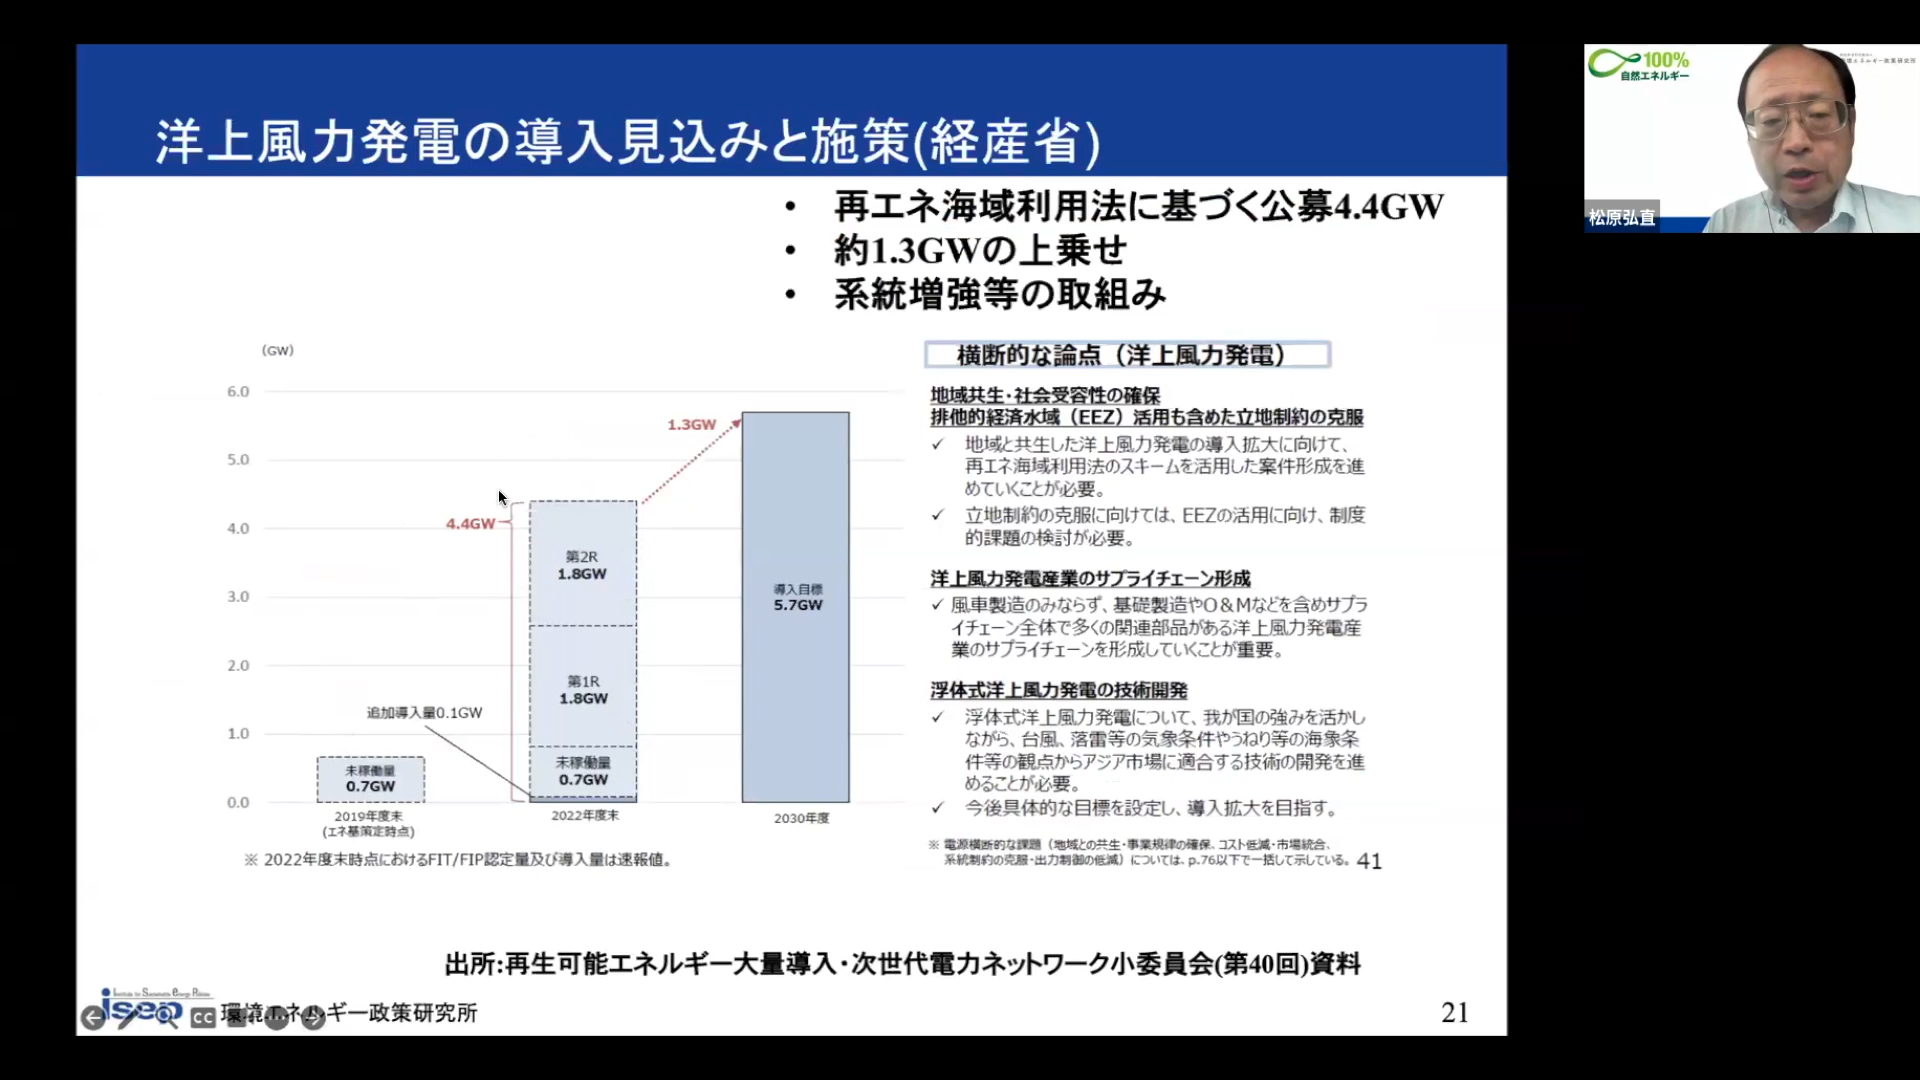 洋上風力発電の導入見込みと施策(経産省)
• 再エネ海域利用法に基づく公募4.4GW
• 約1.3GWの上乗せ
• 系統増強等の取組み
(GW)
6.0
5.0
4.0
3.0
2.0
1.0
0.0
1.3GW
4.4GW
第2R
1.8GW
第1R
1.8GW
追加導入量0.1GW
未稼働量
0.7GW
未稼働量
0.7GW
導入目標
5.7GW
2019年度末
(エネ基策定時点)
2022年度末
2030年度
※ 2022年度末時点におけるFIT/FIP認定量及び導入量は速報値。
横断的な論点（洋上風力発電）
地域共生・社会受容性の確保
排他的経済水域（EEZ）活用も含めた立地制約の克服
✓ 地域と共生した洋上風力発電の導入拡大に向けて、
再エネ海域利用法のスキームを活用した案件形成を進
めていくことが必要。
✓ 立地制約の克服に向けては、EEZの活用に向け、制度
的課題の検討が必要。
洋上風力発電産業のサプライチェーン形成
✓ 風車製造のみならず、基礎製造やO＆Mなどを含めサプラ
イチェーン全体で多くの関連部品がある洋上風力発電産
業のサプライチェーンを形成していくことが重要。
浮体式洋上風力発電の技術開発
✓ 浮体式洋上風力発電について、我が国の強みを活かし
ながら、台風、落雷等の気象条件やうねり等の海象条
件等の観点からアジア市場に適合する技術の開発を進
めることが必要。
✓ 今後具体的な目標を設定し、導入拡大を目指す。
※ 電源横断的な課題（地域との共生・事業規律の確保、コスト低減・市場統合、
系統制約の克服・出力制御の低減）については、p.76以下で一括して示している。 41
出所:再生可能エネルギー大量導入・次世代電力ネットワーク小委員会(第40回)資料
Institute for Sustainable Energy Policies
isep
環境エネルギー政策研究所
CC
21
100%
自然エネルギー
環境エネルギー政策研究所
松原弘直